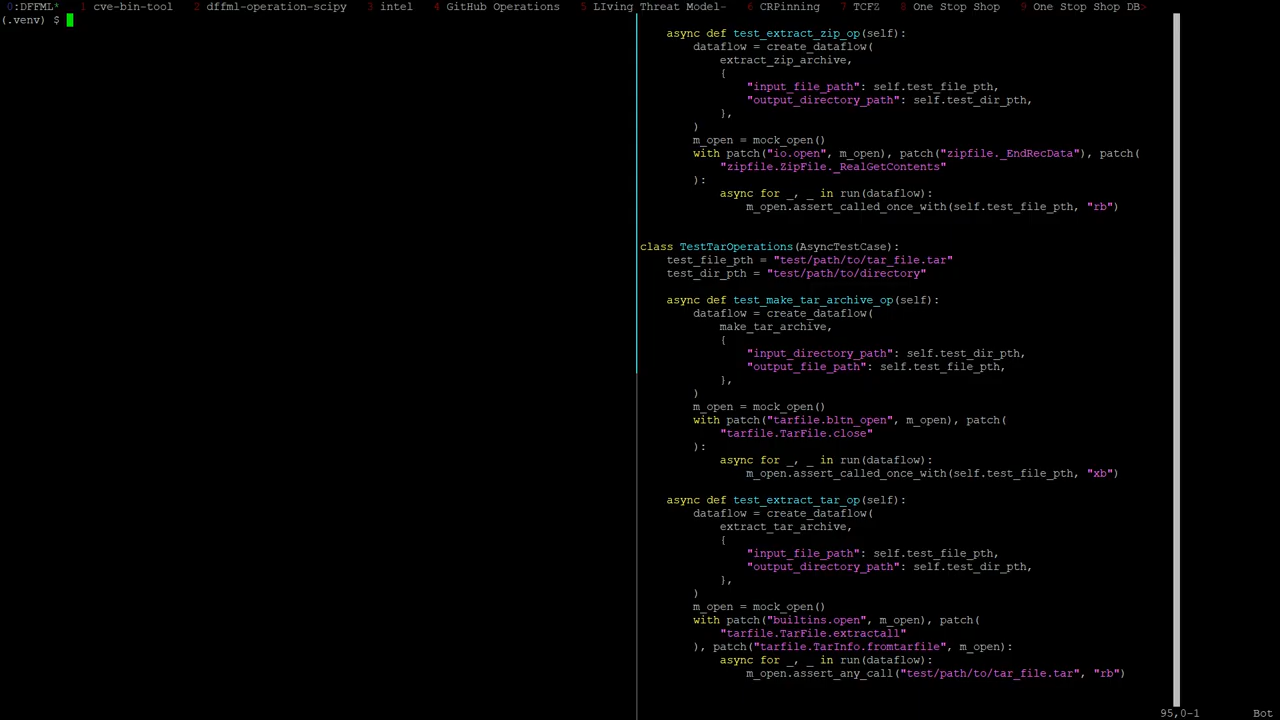 0:DFFML* 1 cve-bin-tool 2 dffml-operation-scipy 3 intel 4 GitHub Operations 5 LIving Threat Model- 6 CRPinning 7 TCFZ 8 One Stop Shop 9 One Stop Shop DB>
(.venv) $
    async def test_extract_zip_op(self):
        dataflow = create_dataflow(
            extract_zip_archive,
            {
                "input_file_path": self.test_file_pth,
                "output_directory_path": self.test_dir_pth,
            },
        )
        m_open = mock_open()
        with patch("io.open", m_open), patch("zipfile._EndRecData"), patch(
            "zipfile.ZipFile._RealGetContents"
        ):
            async for _, _ in run(dataflow):
                m_open.assert_called_once_with(self.test_file_pth, "rb")
class TestTarOperations(AsyncTestCase):
    test_file_pth = "test/path/to/tar_file.tar"
    test_dir_pth = "test/path/to/directory"
    async def test_make_tar_archive_op(self):
        dataflow = create_dataflow(
            make_tar_archive,
            {
                "input_directory_path": self.test_dir_pth,
                "output_file_path": self.test_file_pth,
            },
        )
        m_open = mock_open()
        with patch("tarfile.bltn_open", m_open), patch(
            "tarfile.TarFile.close"
        ):
            async for _, _ in run(dataflow):
                m_open.assert_called_once_with(self.test_file_pth, "xb")
    async def test_extract_tar_op(self):
        dataflow = create_dataflow(
            extract_tar_archive,
            {
                "input_file_path": self.test_file_pth,
                "output_directory_path": self.test_dir_pth,
            },
        )
        m_open = mock_open()
        with patch("builtins.open", m_open), patch(
            "tarfile.TarFile.extractall"
        ), patch("tarfile.TarInfo.fromtarfile", m_open):
            async for _, _ in run(dataflow):
                m_open.assert_any_call("test/path/to/tar_file.tar", "rb")
95,0-1 Bot